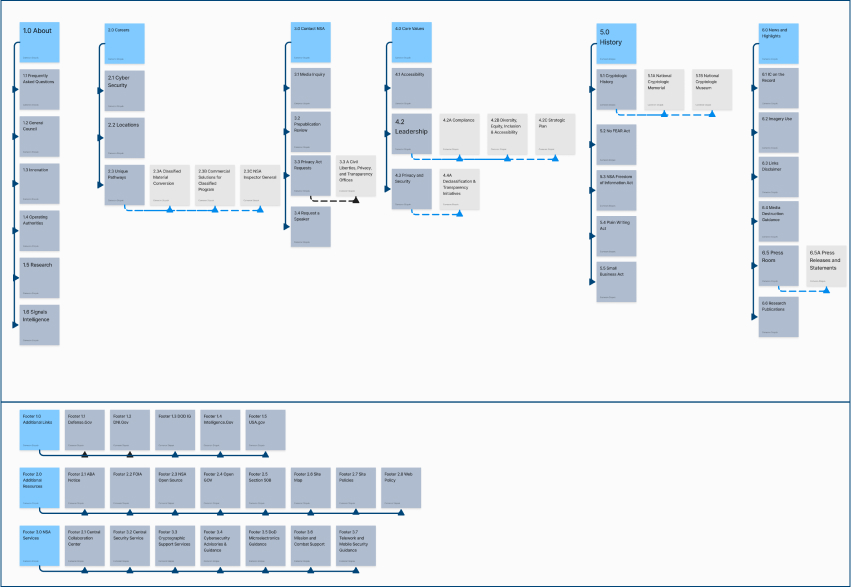 1.0 About
1.1 Frequently
Asked Questions
1.2 General
Council
1.3 Innovation
1.4 Operating
Authorities
1.5 Research
1.6 Signals
Intelligence
2.0 Careers
2.1 Cyber
Security
2.2 Locations
2.3 Unique
Pathways
2.3A Classified
Material
Conversion
2.3B Commercial
Solutions for
Classified
Program
2.3C NSA
Inspector General
3.0 Contact NSA
3.1 Media Inquiry
3.2
Prepublication
Review
3.3 Privacy Act
Requests
3.3 A Civil
Liberties, Privacy,
and Transparency
Offices
3.4 Request a
Speaker
4.0 Core Values
4.1 Accessibility
4.2
Leadership
4.2A Compliance
4.2B Diversity,
Equity, Inclusion
& Accessibility
4.2C Strategic
Plan
4.3 Privacy and
Security
4.4A
Declassification &
Transparency
Initiatives
5.0
History
5.1 Cryptologic
History
5.1A National
Cryptologic
Memorial
5.1B National
Cryptologic
Museum
5.2 No FEAR Act
5.3 NSA Freedom
of Information Act
5.4 Plain Writing
Act
5.5 Small
Business Act
6.0 News and
Highlights
6.1 IC on the
Record
6.2 Imagery Use
6.3 Links
Disclaimer
6.4 Media
Destruction
Guidance
6.5 Press
Room
6.5A Press
Releases and
Statements
6.6 Research
Publications
Footer 1.0
Additional Links
Footer 1.1
Defense.Gov
Footer 1.2
DNI.Gov
Footer 1.3 DOD IG
Footer 1.4
Intelligence.Gov
Footer 1.5
USA.gov
Footer 2.0
Additional
Resources
Footer 2.1 ABA
Notice
Footer 2.2 FOIA
Footer 2.3 NSA
Open Source
Footer 2.4 Open
GOV
Footer 2.5
Section 508
Footer 2.6 Site
Map
Footer 2.7 Site
Policies
Footer 2.8 Web
Policy
Footer 3.0 NSA
Services
Footer 3.1 Central
Collaboration
Center
Footer 3.2 Central
Security Service
Footer 3.3
Cryptographic
Support Services
Footer 3.4
Cybersecurity
Advisories &
Guidance
Footer 3.5 DoD
Microelectronics
Guidance
Footer 3.6
Mission and
Combat Support
Footer 3.7
Telework and
Mobile Security
Guidance